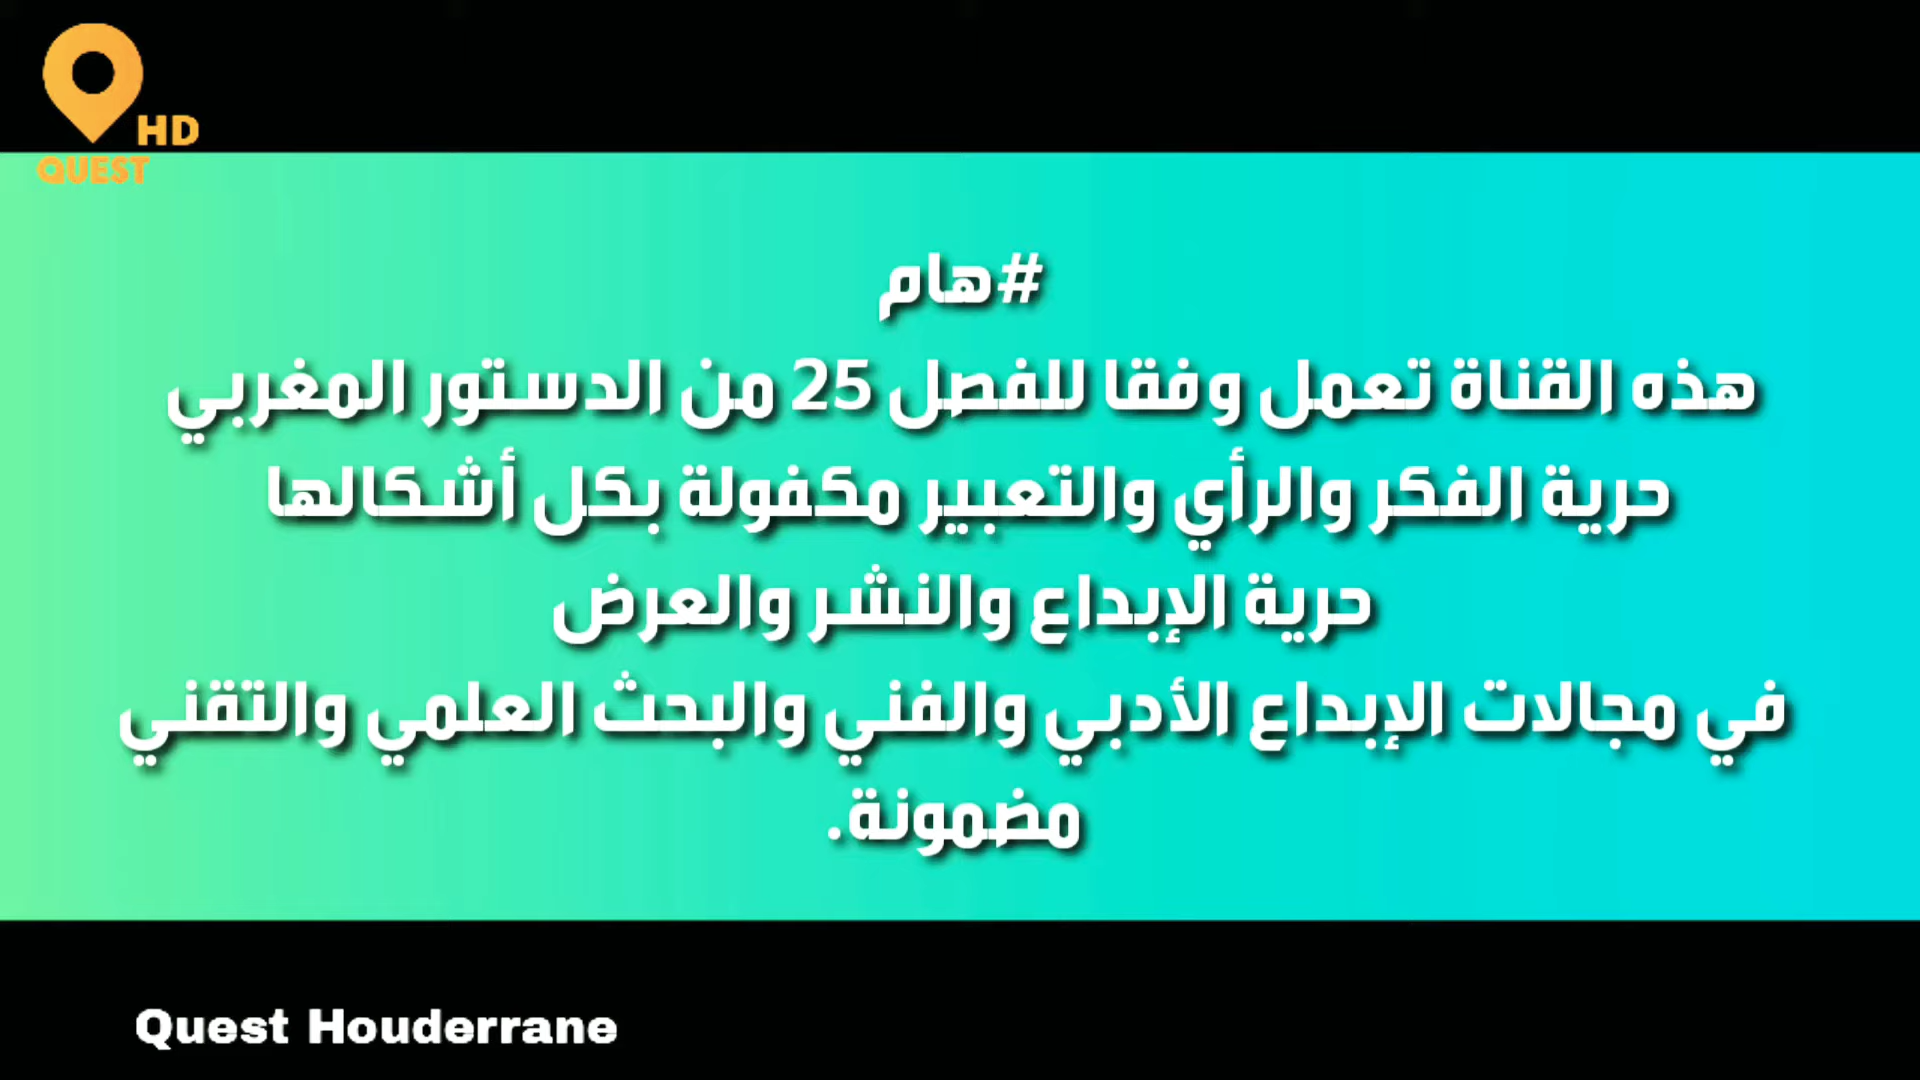 HD
QUEST
#هام
هذه القناة تعمل وفقا للفصل 25 من الدستور المغربي
حرية الفكر والرأي والتعبير مكفولة بكل أشكالها
حرية الإبداع والنشر والعرض
في مجالات الإبداع الأدبي والفني والبحث العلمي والتقني
مضمونة.
Quest Houderrane